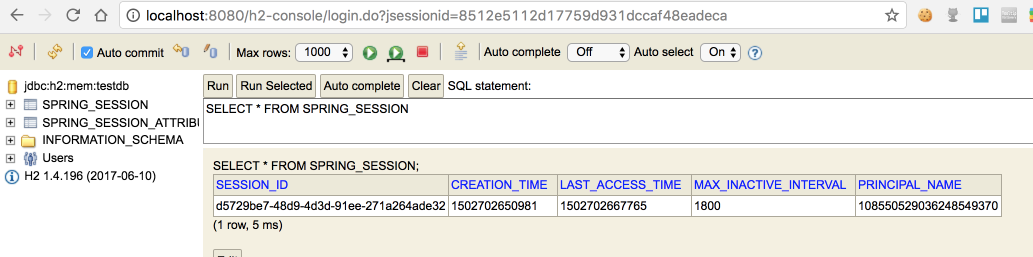 localhost:8080/h2-console/login.do?jsessionid=8512e5112d17759d931dccaf48eadeca
Auto commit Max rows: 1000 Auto complete Off Auto select On
jdbc:h2:mem:testdb
SPRING_SESSION
SPRING_SESSION_ATTRIBU
INFORMATION_SCHEMA
Users
H2 1.4.196 (2017-06-10)
Run Run Selected Auto complete Clear SQL statement:
SELECT * FROM SPRING_SESSION
SELECT * FROM SPRING_SESSION;
SESSION_ID CREATION_TIME LAST_ACCESS_TIME MAX_INACTIVE_INTERVAL PRINCIPAL_NAME
d5729be7-48d9-4d3d-91ee-271a264ade32 1502702650981 1502702667765 1800 108550529036248549370
(1 row, 5 ms)